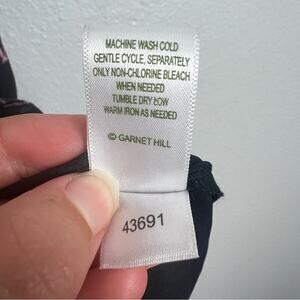 MACHINE WASH COLD
GENTLE CYCLE, SEPARATELY
ONLY NON-CHLORINE BLEACH
WHEN NEEDED
TUMBLE DRY LOW
WARM IRON AS NEEDED
© GARNET HILL
43691